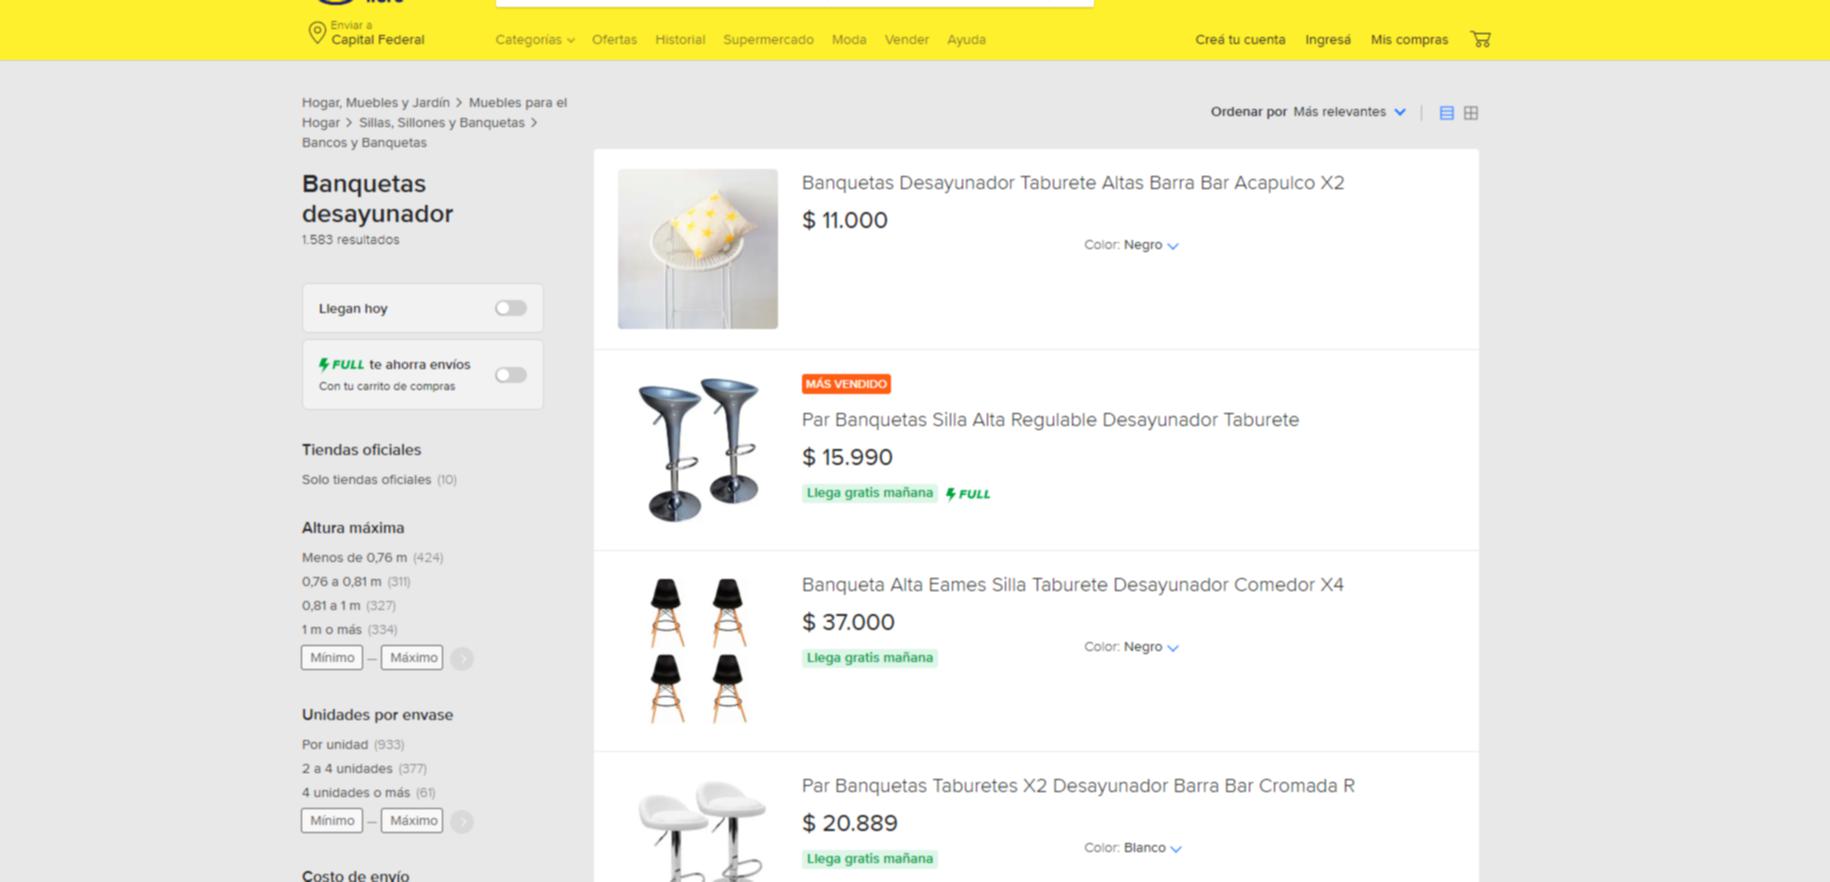 Enviar a
Capital Federal
Categorías
Ofertas
Historial
Supermercado
Moda
Vender
Ayuda
Creá tu cuenta
Ingresá
Mis compras
Hogar, Muebles y Jardín > Muebles para el
Hogar > Sillas, Sillones y Banquetas >
Bancos y Banquetas
Banquetas
desayunador
1.583 resultados
Llegan hoy
FULL te ahorra envíos
Con tu carrito de compras
Tiendas oficiales
Solo tiendas oficiales (10)
Altura máxima
Menos de 0,76 m (424)
0,76 a 0,81 m (311)
0,81 a 1 m (327)
1 m o más (334)
Mínimo — Máximo
Unidades por envase
Por unidad (933)
2 a 4 unidades (377)
4 unidades o más (61)
Mínimo — Máximo
Costo de envío
Ordenar por Más relevantes
Banquetas Desayunador Taburete Altas Barra Bar Acapulco X2
$ 11.000
Color: Negro
MÁS VENDIDO
Par Banquetas Silla Alta Regulable Desayunador Taburete
$ 15.990
Llega gratis mañana FULL
Banqueta Alta Eames Silla Taburete Desayunador Comedor X4
$ 37.000
Color: Negro
Llega gratis mañana
Par Banquetas Taburetes X2 Desayunador Barra Bar Cromada R
$ 20.889
Color: Blanco
Llega gratis mañana